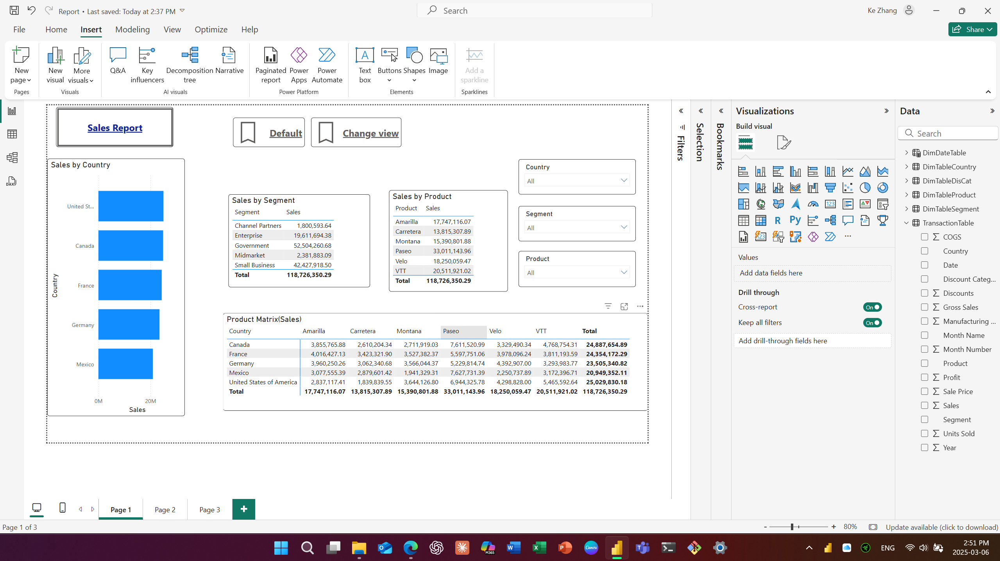 Report • Last saved: Today at 2:37 PM
Search
Ke Zhang
File Home Insert Modeling View Optimize Help
Share
New page
New visual
More visuals
Q&A
Key influencers
Decomposition tree
Narrative
Paginated report
Power Apps
Power Automate
Text box
Buttons
Shapes
Image
Add a sparkline
Pages Visuals AI visuals Power Platform Elements Sparklines
Sales Report
Default
Change view
Sales by Country
Country
United St...
Canada
France
Germany
Mexico
0M 20M
Sales
Sales by Segment
Segment Sales
Channel Partners 1,800,593.64
Enterprise 19,611,694.38
Government 52,504,260.68
Midmarket 2,381,883.09
Small Business 42,427,918.50
Total 118,726,350.29
Sales by Product
Product Sales
Amarilla 17,747,116.07
Carretera 13,815,307.89
Montana 15,390,801.88
Paseo 33,011,143.96
Velo 18,250,059.47
VTT 20,511,921.02
Total 118,726,350.29
Country
All
Segment
All
Product
All
Product Matrix(Sales)
Country Amarilla Carretera Montana Paseo Velo VTT Total
Canada 3,855,765.88 2,610,204.34 2,711,919.03 7,611,520.99 3,329,490.34 4,768,754.31 24,887,654.89
France 4,016,427.13 3,423,321.90 3,527,382.37 5,597,751.06 3,978,096.24 3,811,193.59 24,354,172.29
Germany 3,960,250.26 3,062,340.68 3,566,044.37 5,229,814.74 4,392,907.00 3,293,983.77 23,505,340.82
Mexico 3,077,555.39 2,879,601.42 1,941,329.31 7,627,731.39 2,250,737.89 3,172,396.71 20,949,352.11
United States of America 2,837,117.41 1,839,839.55 3,644,126.80 6,944,325.78 4,298,828.00 5,465,592.64 25,029,830.18
Total 17,747,116.07 13,815,307.89 15,390,801.88 33,011,143.96 18,250,059.47 20,511,921.02 118,726,350.29
Filters
Selection
Bookmarks
Visualizations
Build visual
123
R
Py
123
Values
Add data fields here
Drill through
Cross-report On
Keep all filters On
Add drill-through fields here
Data
Search
DimDateTable
DimTableCountry
DimTableDisCat
DimTableProduct
DimTableSegment
TransactionTable
COGS
Country
Date
Discount Categ...
Discounts
Gross Sales
Manufacturing ...
Month Name
Month Number
Product
Profit
Sale Price
Sales
Segment
Units Sold
Year
DAX
Page 1 Page 2 Page 3
Page 1 of 3
80%
Update available (click to download)
M365
Canva
ENG
2:51 PM
2025-03-06